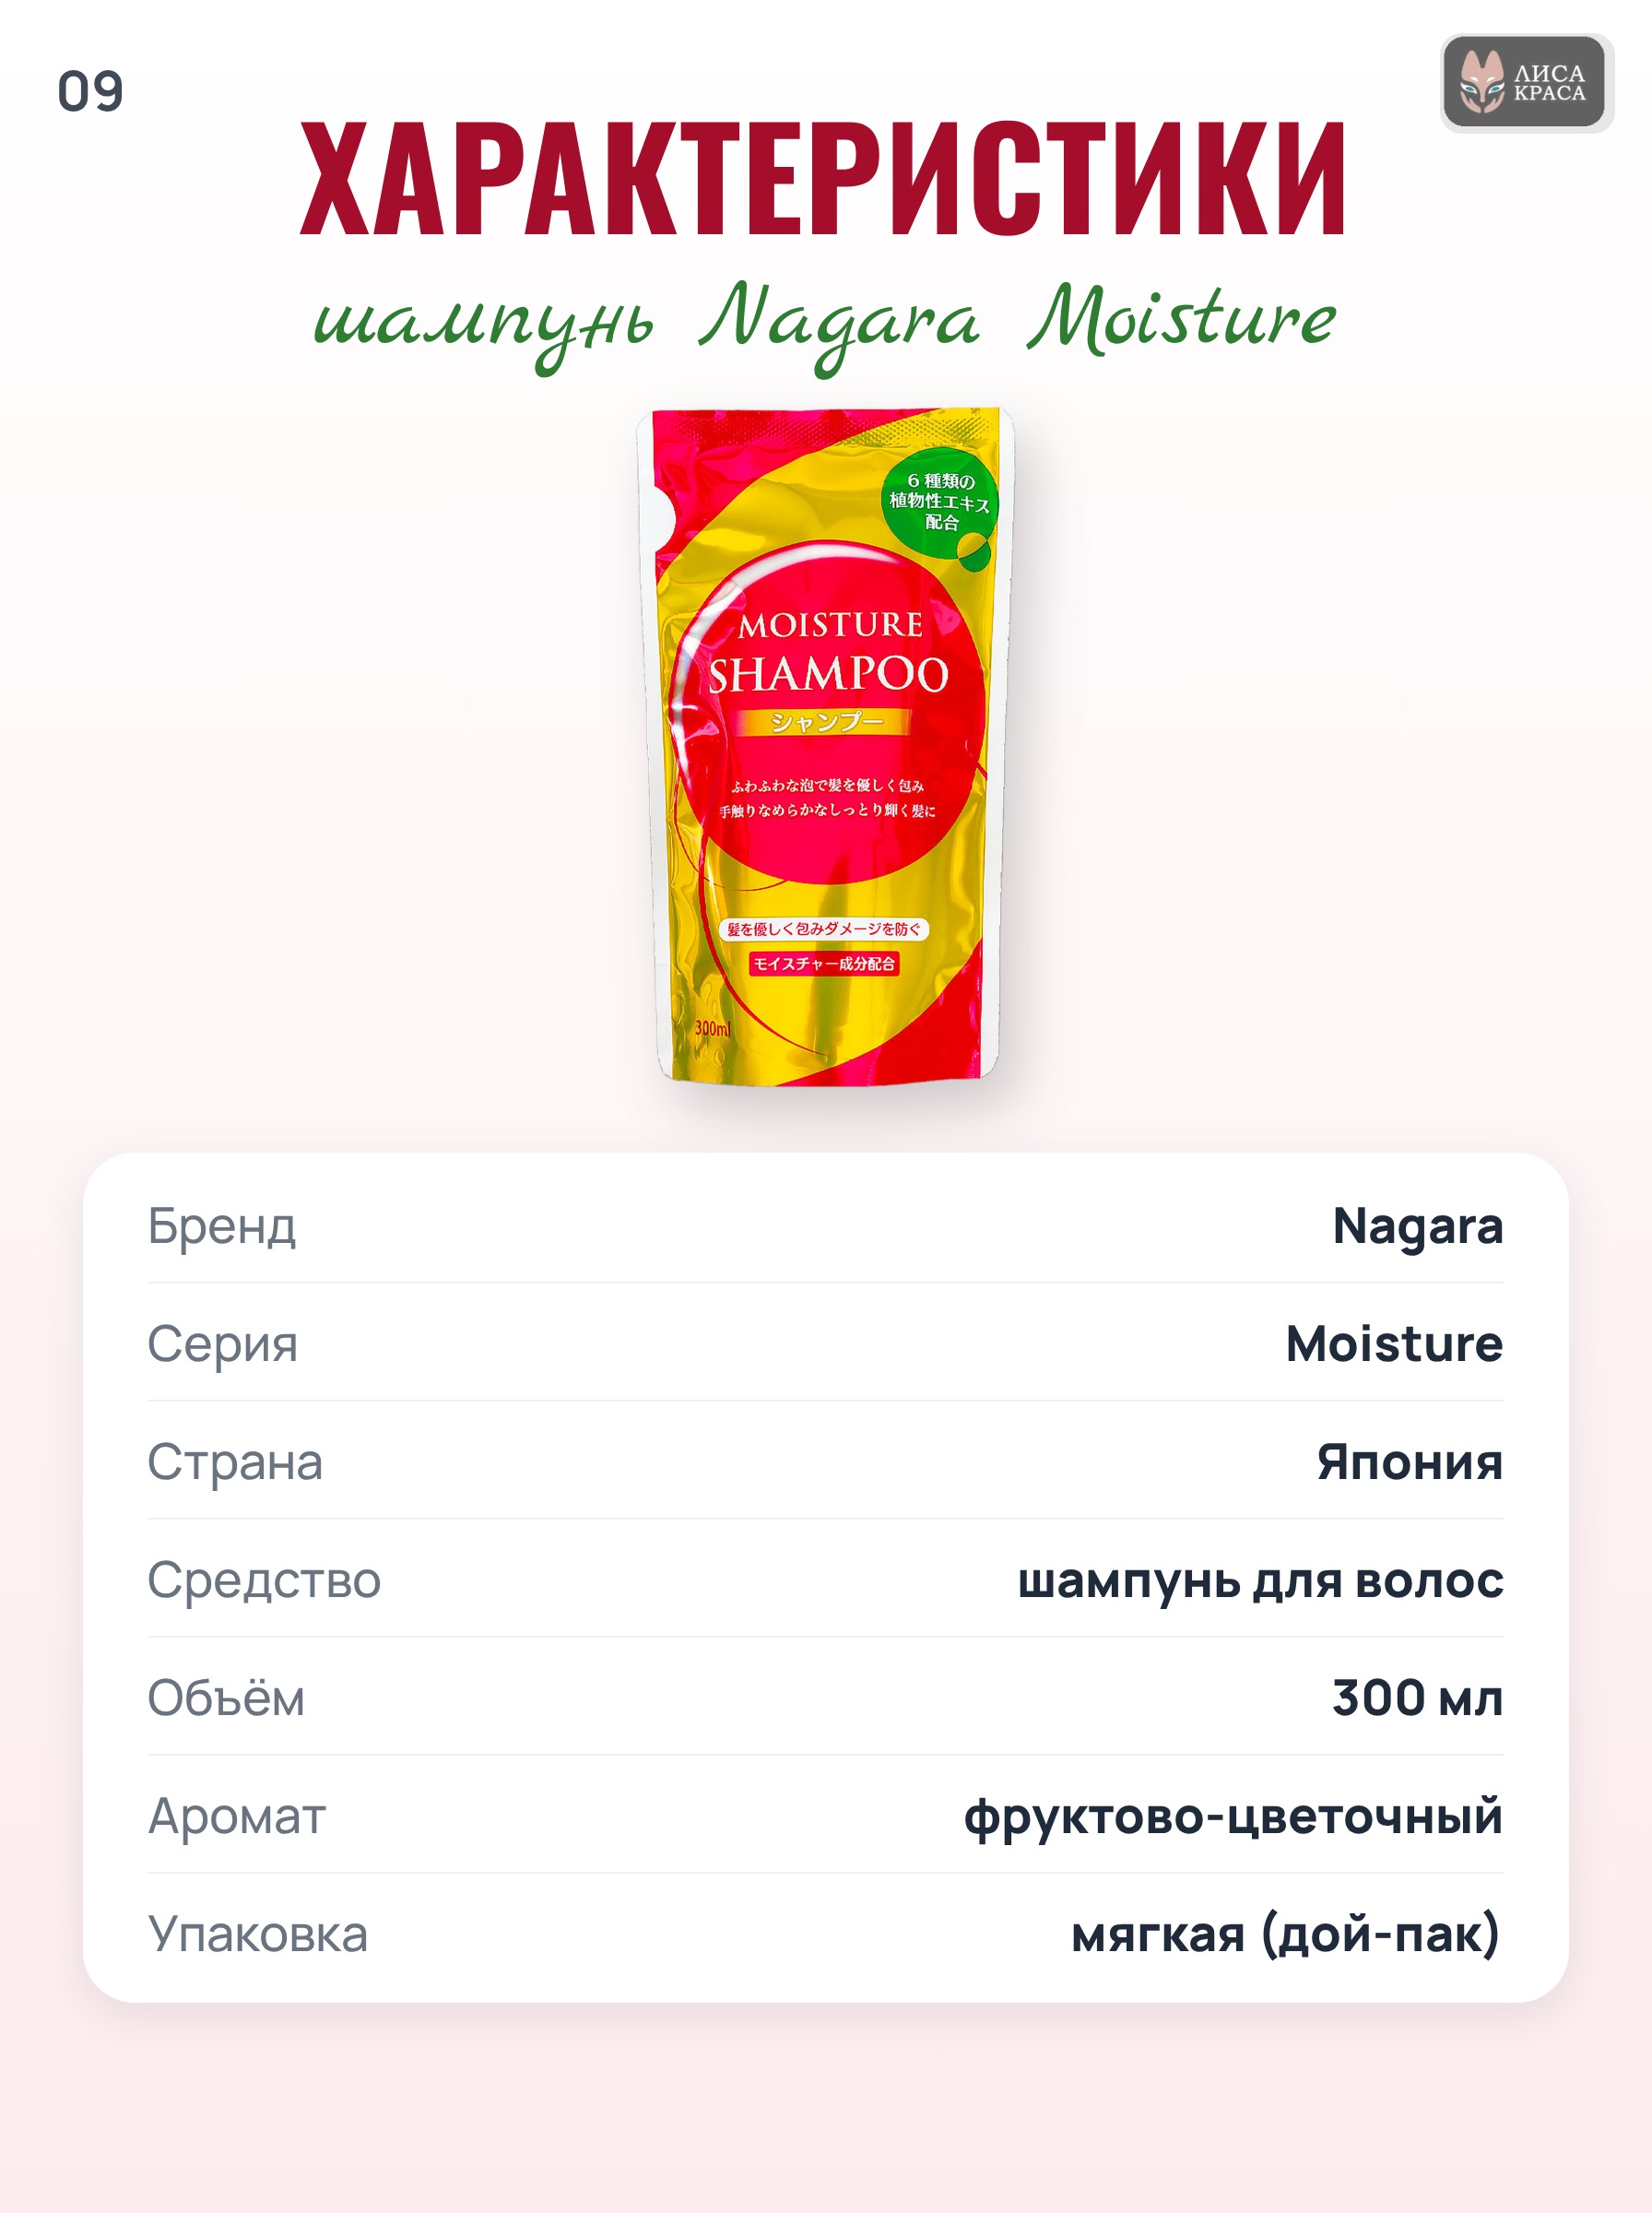 09
ЛИСА
КРАСА
ХАРАКТЕРИСТИКИ
шампунь Nagara Moisture
6種類の
植物性エキス
配合
MOISTURE
SHAMPOO
シャンプー
ふわふわな泡で髪を優しく包み
手触りなめらかなしっとり輝く髪に
髪を優しく包みダメージを防ぐ
モイスチャー成分配合
300ml
Бренд Nagara
Серия Moisture
Страна Япония
Средство шампунь для волос
Объём 300 мл
Аромат фруктово-цветочный
Упаковка мягкая (дой-пак)